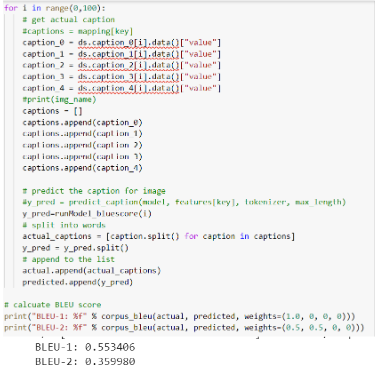 for i in range(0,100):
# get actual caption
#captions = mapping[key]
caption_0 = ds.caption_0[i].data()["value"]
caption_1 = ds.caption_1[i].data()["value"]
caption_2 = ds.caption_2[i].data()["value"]
caption_3 = ds.caption_3[i].data()["value"]
caption_4 = ds.caption_4[i].data()["value"]
#print(img_name)
captions = []
captions.append(caption_0)
captions.append(caption_1)
captions.append(caption_2)
captions.append(caption_3)
captions.append(caption_4)
# predict the caption for image
#y_pred = predict_caption(model, features[key], tokenizer, max_length)
y_pred=runModel_bluescore(i)
# split into words
actual_captions = [caption.split() for caption in captions]
y_pred = y_pred.split()
# append to the list
actual.append(actual_captions)
predicted.append(y_pred)
# calcuate BLEU score
print("BLEU-1: %f" % corpus_bleu(actual, predicted, weights=(1.0, 0, 0, 0)))
print("BLEU-2: %f" % corpus_bleu(actual, predicted, weights=(0.5, 0.5, 0, 0)))
BLEU-1: 0.553406
BLEU-2: 0.359980